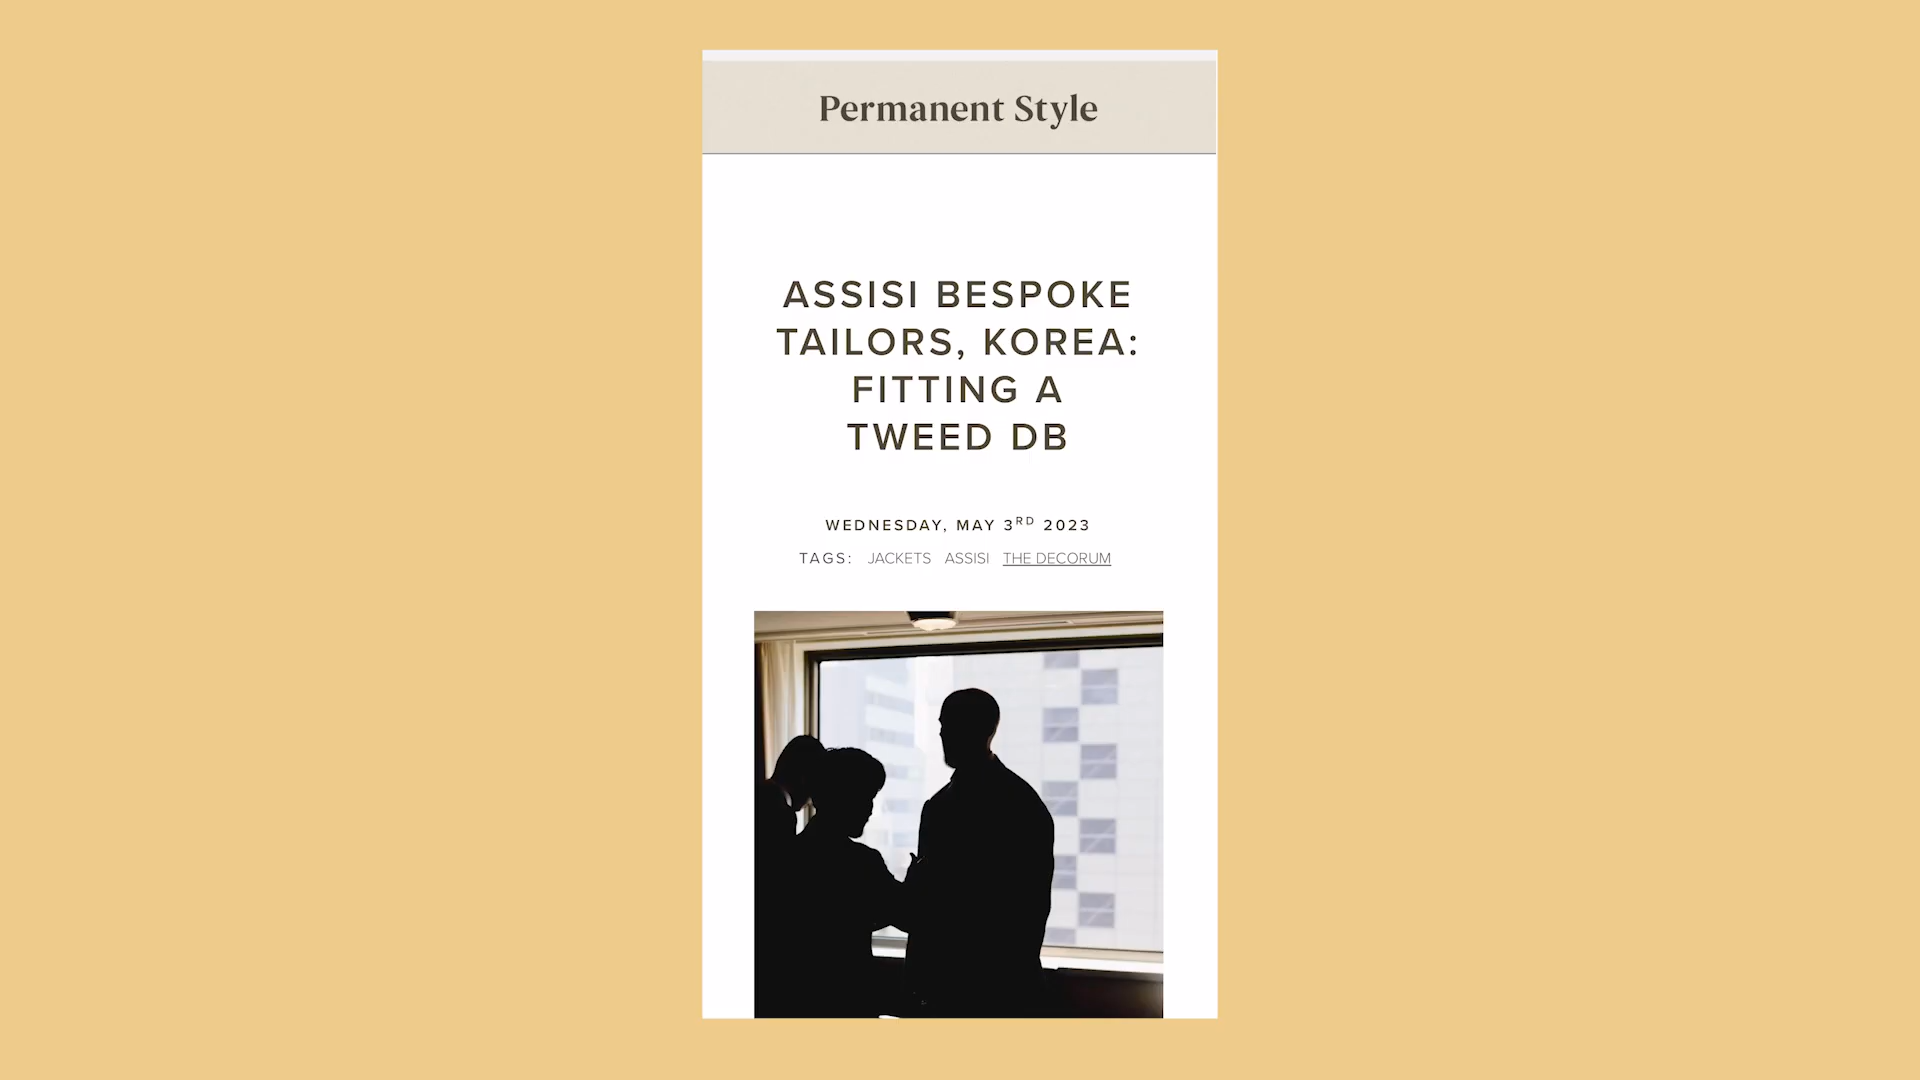 Permanent Style
ASSISI BESPOKE
TAILORS, KOREA:
FITTING A
TWEED DB
WEDNESDAY, MAY 3RD 2023
TAGS: JACKETS ASSISI THE DECORUM